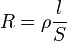 R = ρ l/S